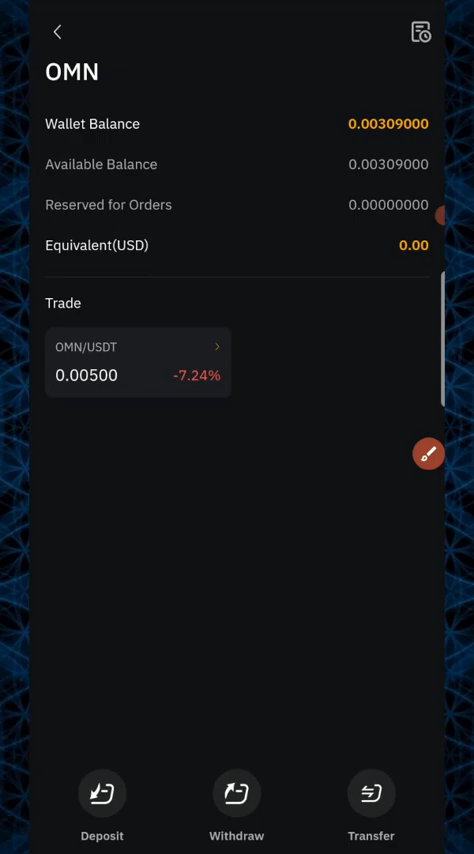 OMN
Wallet Balance 0.00309000
Available Balance 0.00309000
Reserved for Orders 0.00000000
Equivalent(USD) 0.00
Trade
OMN/USDT
0.00500 -7.24%
Deposit Withdraw Transfer